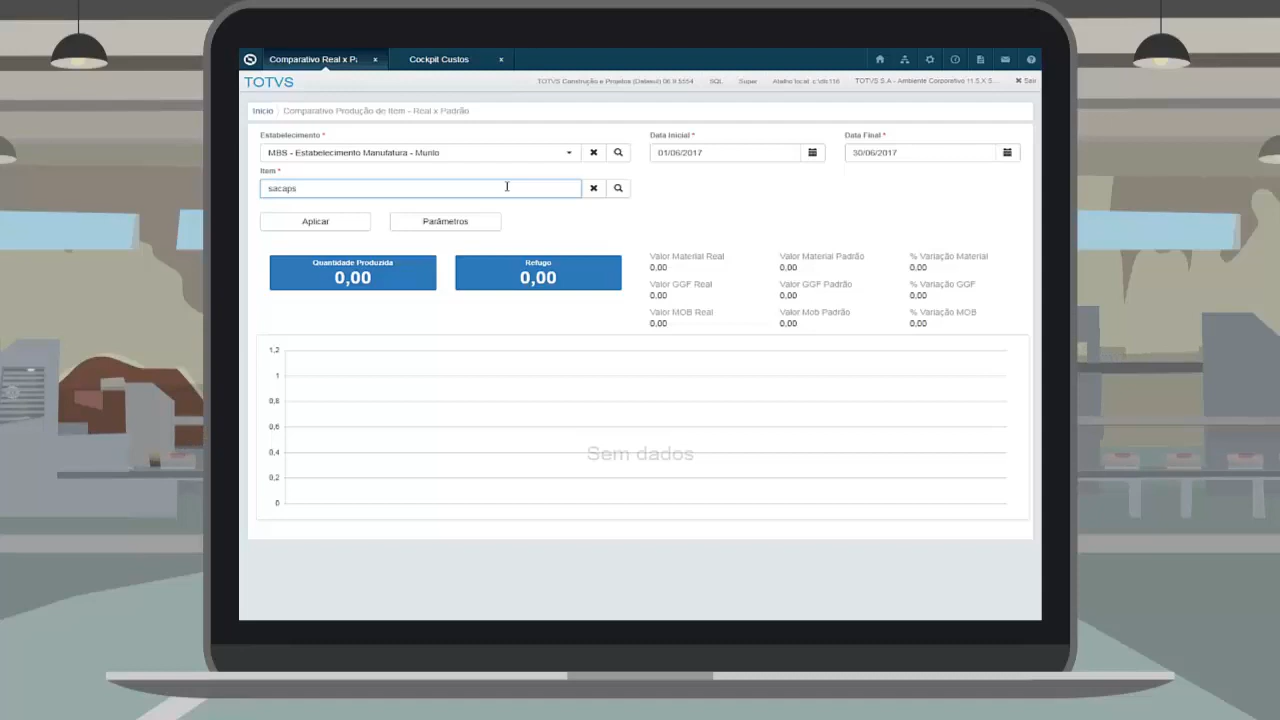 Comparativo Real x Pa
Cockpit Custos
TOTVS
TOTVS Construção e Projetos (Datasul) 06 9 5554 SQL Super
TOTVS S.A - Ambiente Corporativo 11.5.X S...
Início Comparativo Produção de Item - Real x Padrão
Estabelecimento *
Data Inicial *
Data Final *
MBS - Estabelecimento Manufatura - Murilo
01/06/2017
30/06/2017
Item *
sacaps
Aplicar
Parâmetros
Quantidade Produzida
0,00
Refugo
0,00
Valor Material Real
0,00
Valor Material Padrão
0,00
% Variação Material
0,00
Valor GGF Real
0,00
Valor GGF Padrão
0,00
% Variação GGF
0,00
Valor MOB Real
0,00
Valor Mob Padrão
0,00
% Variação MOB
0,00
1,2
1
0,8
0,6
0,4
0,2
0
Sem dados